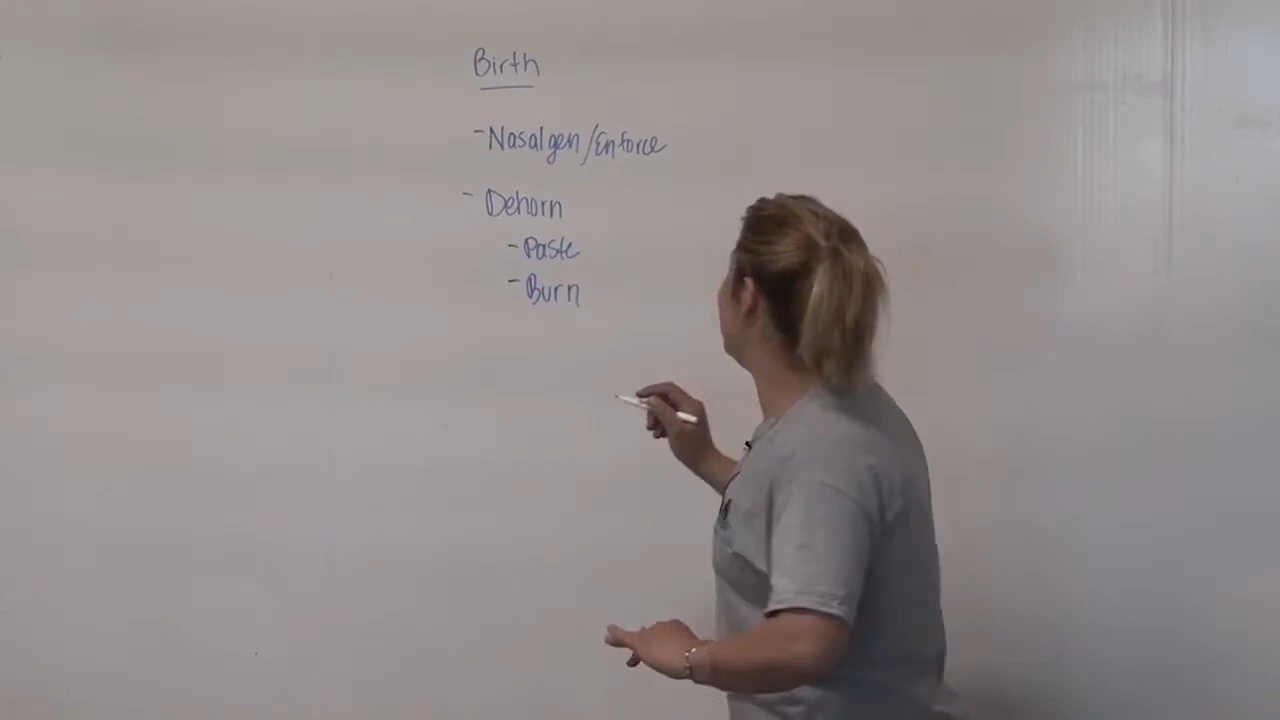 Birth
- Nasalgen/Enforce
- Dehorn
- Paste
- Burn